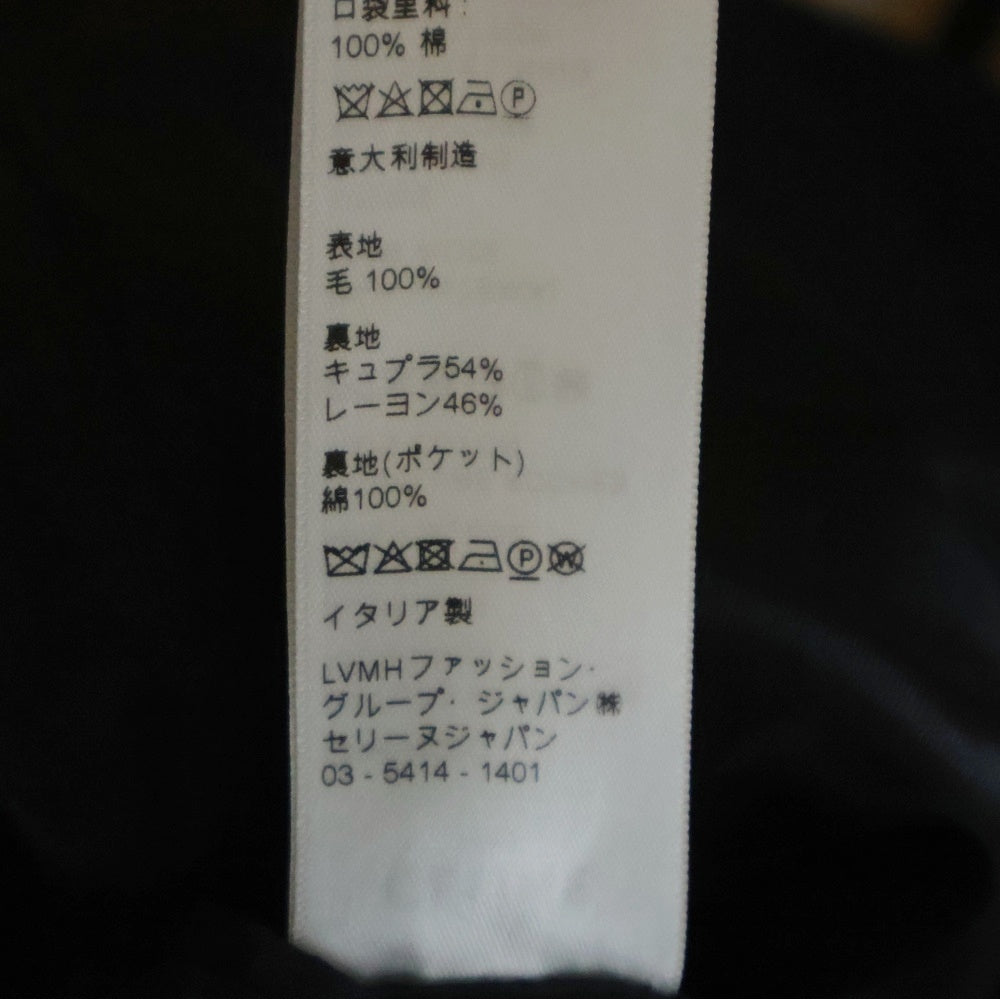 口袋里料:
100% 棉
P
意大利制造
表地
毛 100%
裏地
キュプラ54%
レーヨン46%
裏地(ポケット)
綿100%
P W
イタリア製
LVMHファッション·
グループ· ジャパン㈱
セリーヌジャパン
03 - 5414 - 1401